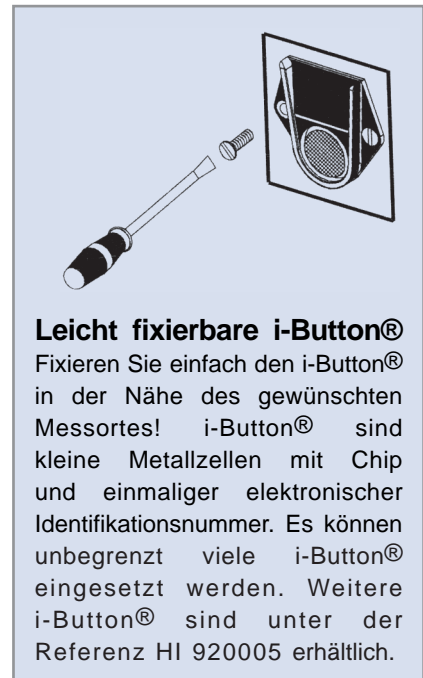 Leicht fixierbare i-Button®
Fixieren Sie einfach den i-Button®
in der Nähe des gewünschten
Messortes! i-Button® sind
kleine Metallzellen mit Chip
und einmaliger elektronischer
Identifikationsnummer. Es können
unbegrenzt viele i-Button®
eingesetzt werden. Weitere
i-Button® sind unter der
Referenz HI 920005 erhältlich.